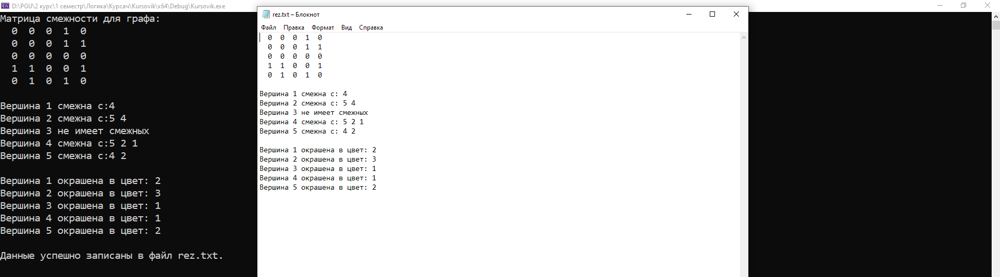 D:\PGU\2 курс\1 семестр\Логика\Курсач\Kursovik\x64\Debug\Kursovik.exe
Матрица смежности для графа:
0 0 0 1 0
0 0 0 1 1
0 0 0 0 0
1 1 0 0 1
0 1 0 1 0
Вершина 1 смежна с:4
Вершина 2 смежна с:5 4
Вершина 3 не имеет смежных
Вершина 4 смежна с:5 2 1
Вершина 5 смежна с:4 2
Вершина 1 окрашена в цвет: 2
Вершина 2 окрашена в цвет: 3
Вершина 3 окрашена в цвет: 1
Вершина 4 окрашена в цвет: 1
Вершина 5 окрашена в цвет: 2
Данные успешно записаны в файл rez.txt.
rez.txt – Блокнот
Файл Правка Формат Вид Справка
0 0 0 1 0
0 0 0 1 1
0 0 0 0 0
1 1 0 0 1
0 1 0 1 0
Вершина 1 смежна с: 4
Вершина 2 смежна с: 5 4
Вершина 3 не имеет смежных
Вершина 4 смежна с: 5 2 1
Вершина 5 смежна с: 4 2
Вершина 1 окрашена в цвет: 2
Вершина 2 окрашена в цвет: 3
Вершина 3 окрашена в цвет: 1
Вершина 4 окрашена в цвет: 1
Вершина 5 окрашена в цвет: 2